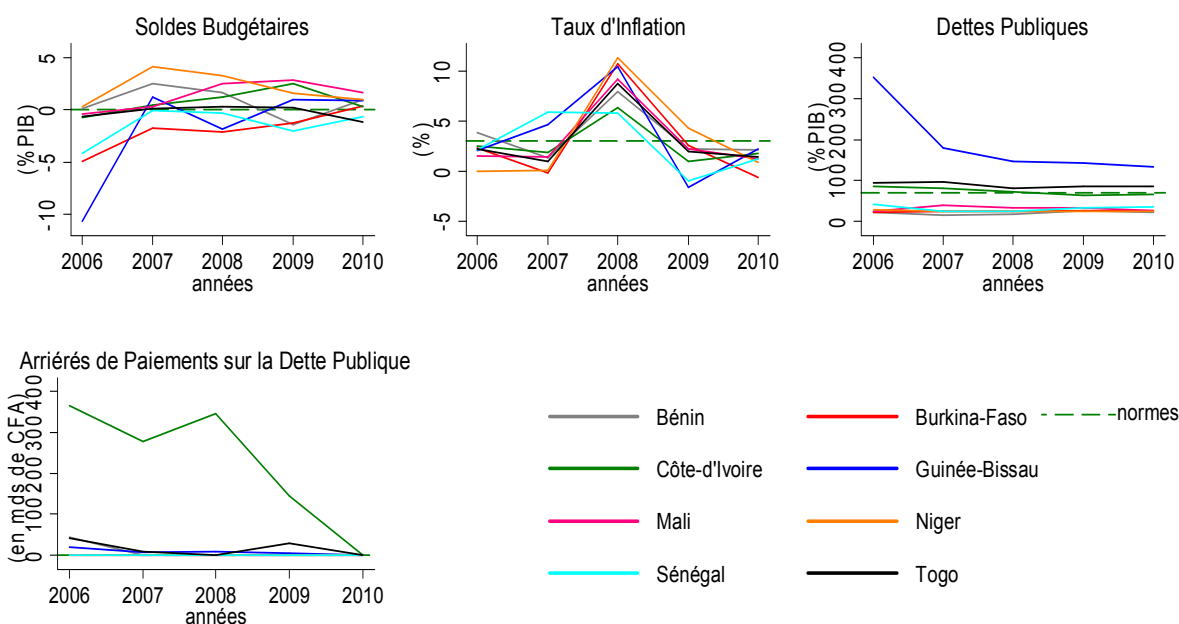 Soldes Budgétaires
(%PIB)
-10 -5 0 5
2006 2007 2008 2009 2010
années
Taux d'Inflation
(%)
-5 0 5 10
2006 2007 2008 2009 2010
années
Dettes Publiques
(%PIB)
0 100 200 300 400
2006 2007 2008 2009 2010
années
Arriérés de Paiements sur la Dette Publique
(en mds de CFA)
0 100 200 300 400
2006 2007 2008 2009 2010
années
Bénin
Burkina-Faso
normes
Côte-d'Ivoire
Guinée-Bissau
Mali
Niger
Sénégal
Togo